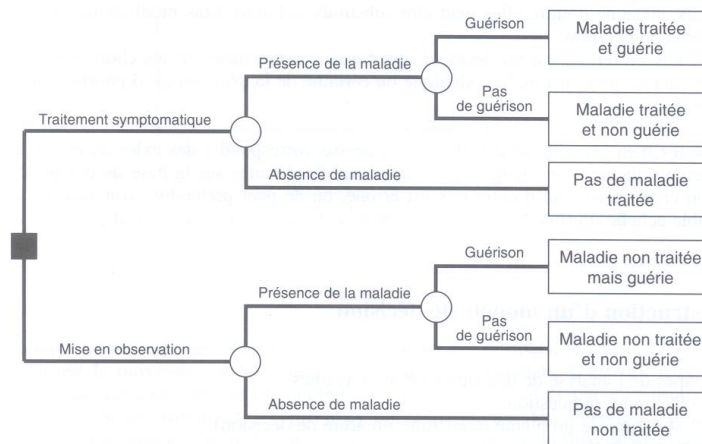 Guérison
Maladie traitée
et guérie
Présence de la maladie
Pas
de guérison
Maladie traitée
et non guérie
Traitement symptomatique
Absence de maladie
Pas de maladie
traitée
Guérison
Maladie non traitée
mais guérie
Présence de la maladie
Pas
de guérison
Maladie non traitée
et non guérie
Mise en observation
Absence de maladie
Pas de maladie
non traitée